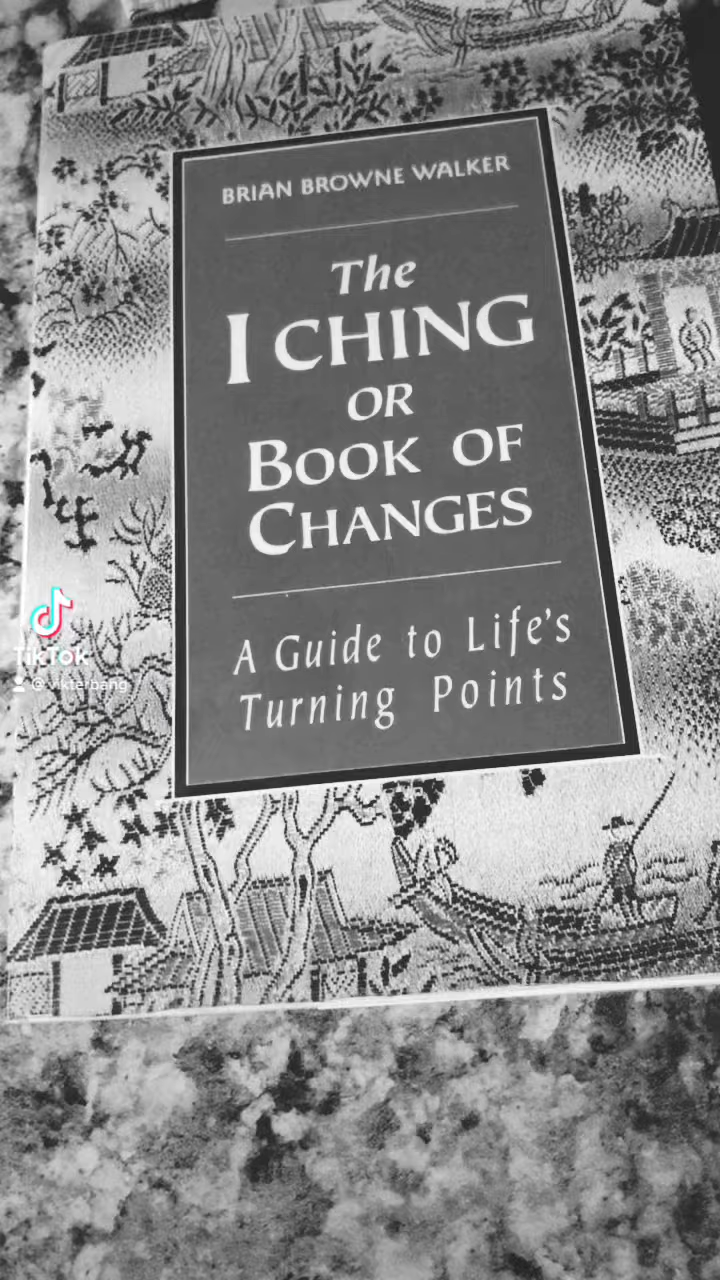 BRIAN BROWNE WALKER
The
I CHING
OR
BOOK OF
CHANGES
A Guide to Life's
Turning Points
TikTok
@vikterbang